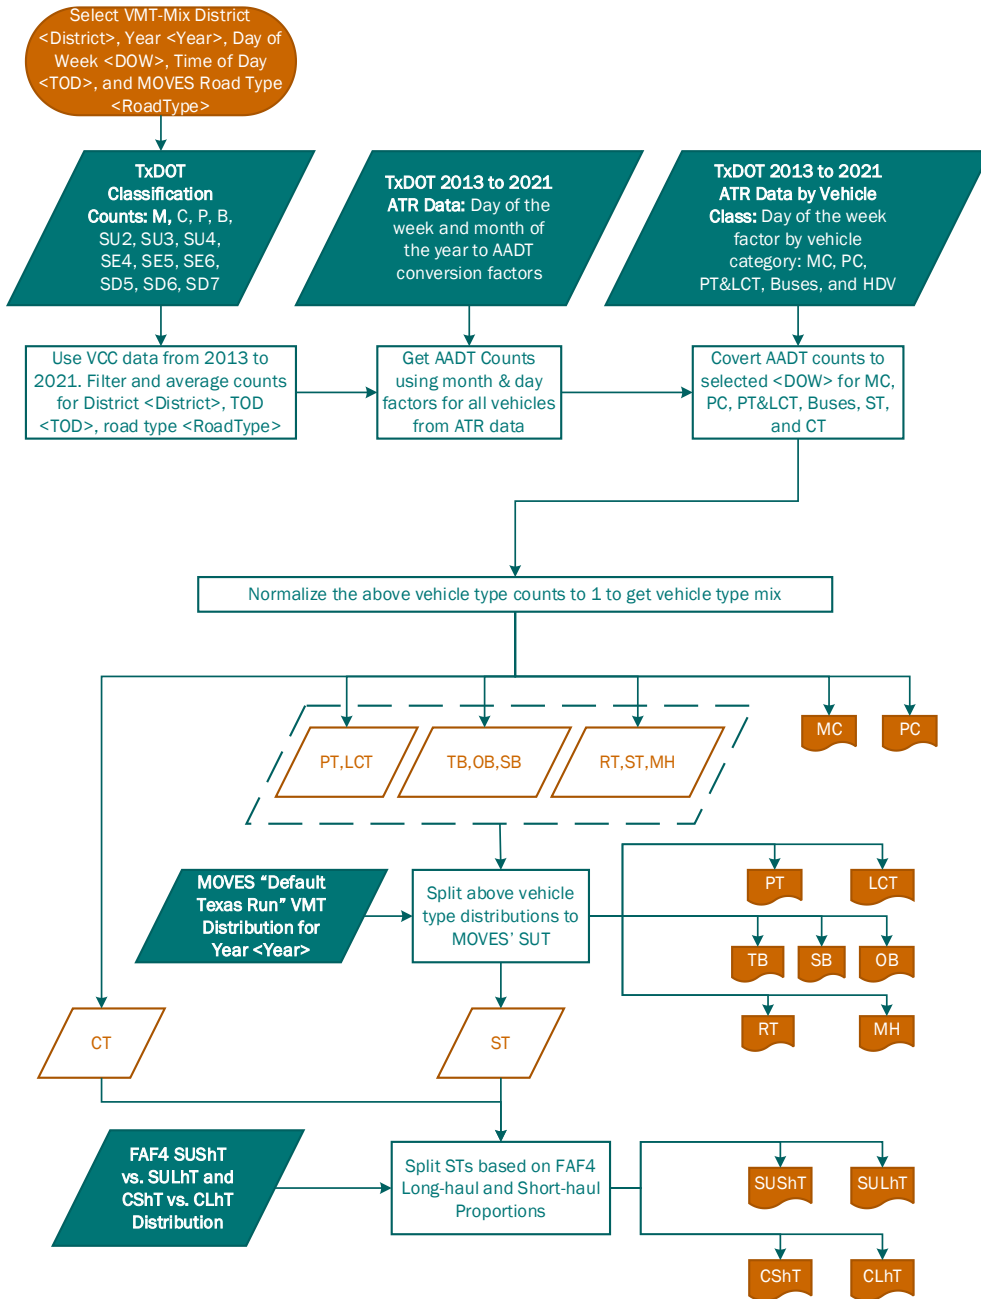 Select VMT-Mix District
<District>, Year <Year>, Day of
Week <DOW>, Time of Day
<TOD>, and MOVES Road Type
<RoadType>
TxDOT
Classification
Counts: M, C, P, B,
SU2, SU3, SU4,
SE4, SE5, SE6,
SD5, SD6, SD7
TxDOT 2013 to 2021
ATR Data: Day of the
week and month of
the year to AADT
conversion factors
TxDOT 2013 to 2021
ATR Data by Vehicle
Class: Day of the week
factor by vehicle
category: MC, PC,
PT&LCT, Buses, and HDV
Use VCC data from 2013 to
2021. Filter and average counts
for District <District>, TOD
<TOD>, road type <RoadType>
Get AADT Counts
using month & day
factors for all vehicles
from ATR data
Covert AADT counts to
selected <DOW> for MC,
PC, PT&LCT, Buses, ST,
and CT
Normalize the above vehicle type counts to 1 to get vehicle type mix
MC
PC
PT,LCT
TB,OB,SB
RT,ST,MH
MOVES “Default
Texas Run” VMT
Distribution for
Year <Year>
Split above vehicle
type distributions to
MOVES’ SUT
PT
LCT
TB
SB
OB
RT
MH
CT
ST
FAF4 SUShT
vs. SULhT and
CShT vs. CLhT
Distribution
Split STs based on FAF4
Long-haul and Short-haul
Proportions
SUShT
SULhT
CShT
CLhT